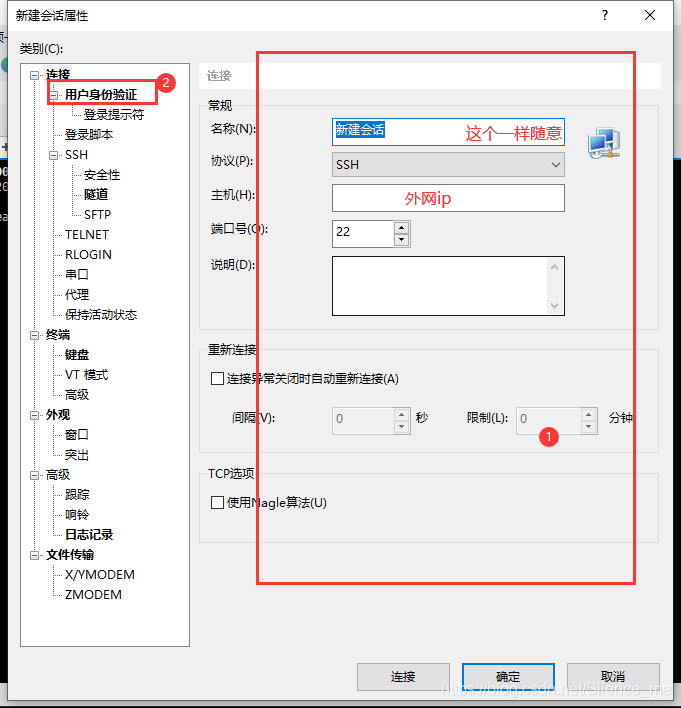 新建会话属性
?
类别(C):
连接
用户身份验证
2
登录提示符
登录脚本
SSH
安全性
隧道
SFTP
TELNET
RLOGIN
串口
代理
保持活动状态
终端
键盘
VT 模式
高级
外观
窗口
突出
高级
跟踪
响铃
日志记录
文件传输
X/YMODEM
ZMODEM
连接
常规
名称(N): 新建会话 这个一样随意
协议(P): SSH
主机(H): 外网ip
端口号(O): 22
说明(D):
重新连接
连接异常关闭时自动重新连接(A)
间隔(V): 0 秒 限制(L): 0 分钟
1
TCP选项
使用Nagle算法(U)
连接 确定 取消